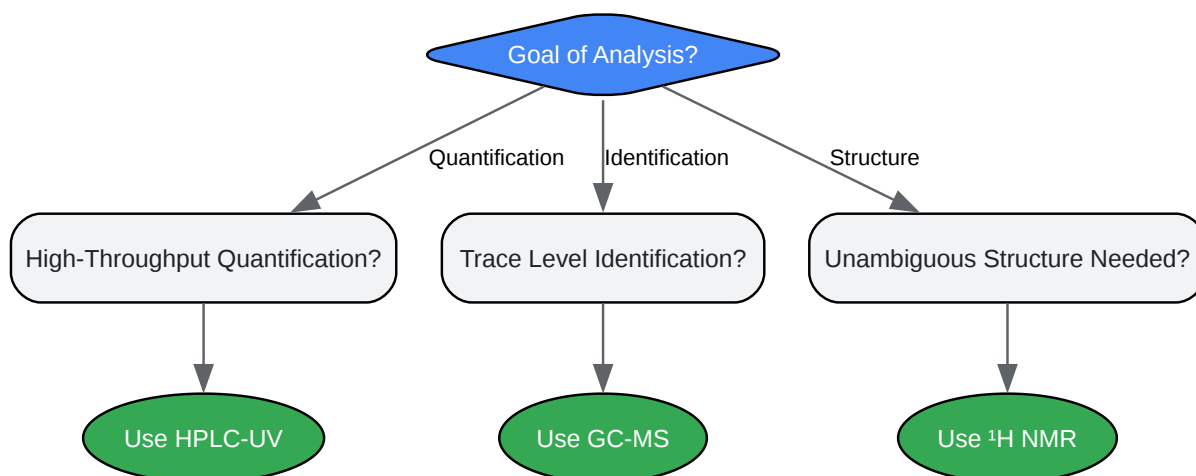 Goal of Analysis?
Quantification
Identification
Structure
High-Throughput Quantification?
Trace Level Identification?
Unambiguous Structure Needed?
Use HPLC-UV
Use GC-MS
Use ¹H NMR